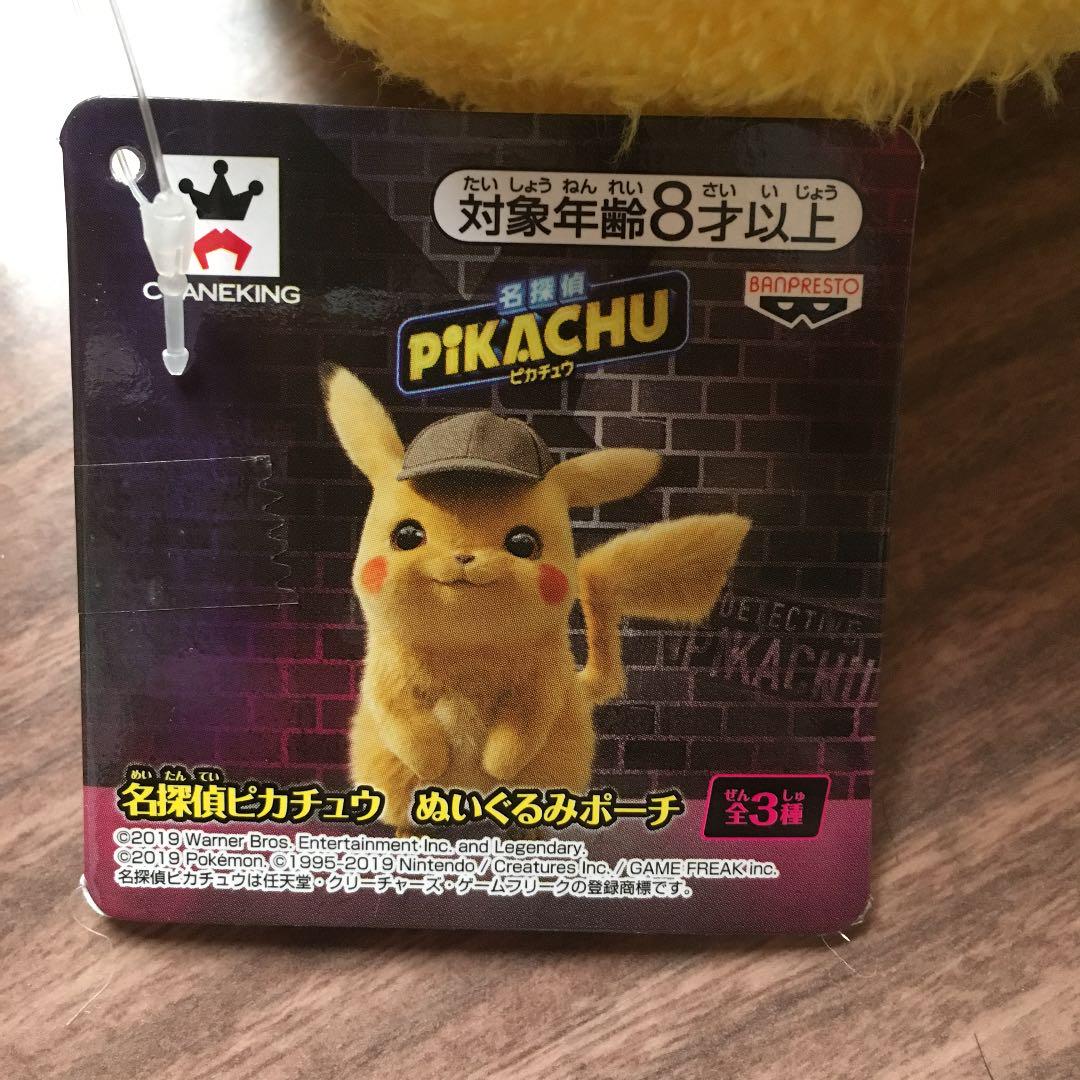 たいしょうねんれい さいいじょう
対象年齢8才以上
CRANEKING
BANPRESTO
名探偵
PiKACHU
ピカチュウ
DETECTIVE
PIKACHU
めいたんてい
名探偵ピカチュウ ぬいぐるみポーチ
ぜん しゅ
全3種
©2019 Warner Bros. Entertainment Inc. and Legendary.
©2019 Pokémon. ©1995-2019 Nintendo / Creatures Inc. / GAME FREAK inc.
名探偵ピカチュウは任天堂・クリーチャーズ・ゲームフリークの登録商標です。